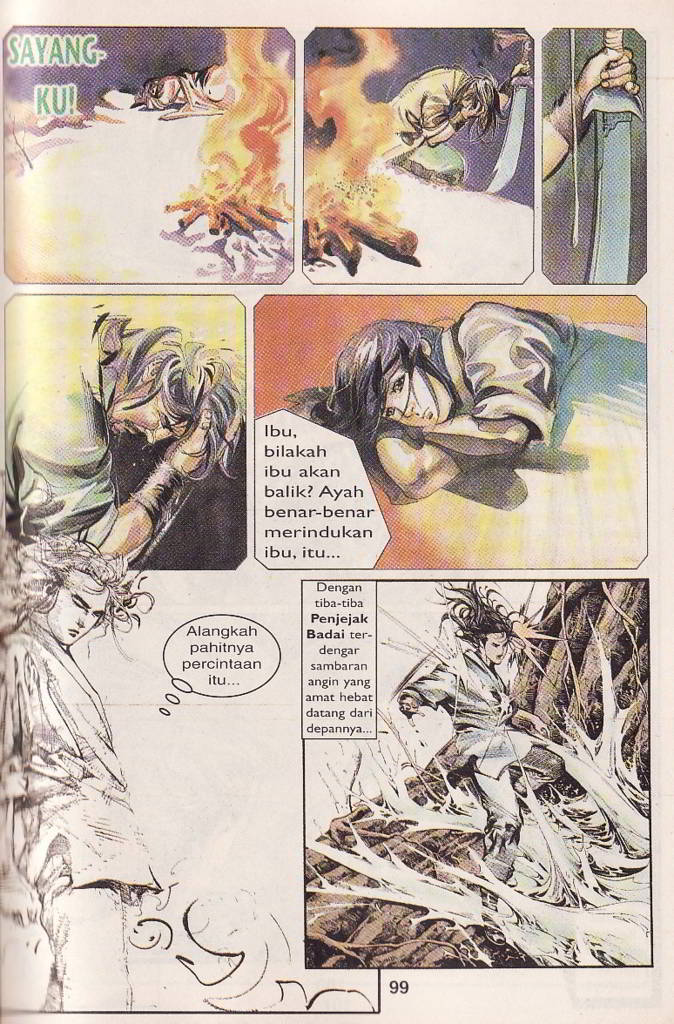 SAYANG-
KU!
Ibu,
bilakah
ibu akan
balik? Ayah
benar-benar
merindukan
ibu, itu...
Alangkah
pahitnya
percintaan
itu...
Dengan
tiba-tiba
Penjejak
Badai ter-
dengar
sambaran
angin yang
amat hebat
datang dari
depannya...
99